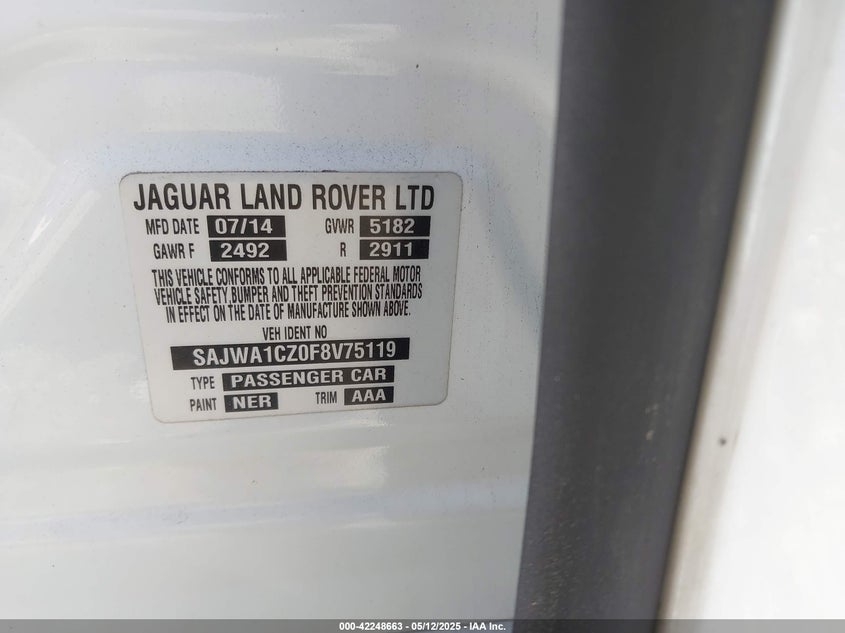 JAGUAR LAND ROVER LTD
MFD DATE 07/14 GVWR 5182
GAWR F 2492 R 2911
THIS VEHICLE CONFORMS TO ALL APPLICABLE FEDERAL MOTOR
VEHICLE SAFETY,BUMPER AND THEFT PREVENTION STANDARDS
IN EFFECT ON THE DATE OF MANUFACTURE SHOWN ABOVE.
VEH IDENT NO
SAJWA1CZ0F8V75119
TYPE PASSENGER CAR
PAINT NER TRIM AAA
000-42248663 - 05/12/2025 - IAA Inc.